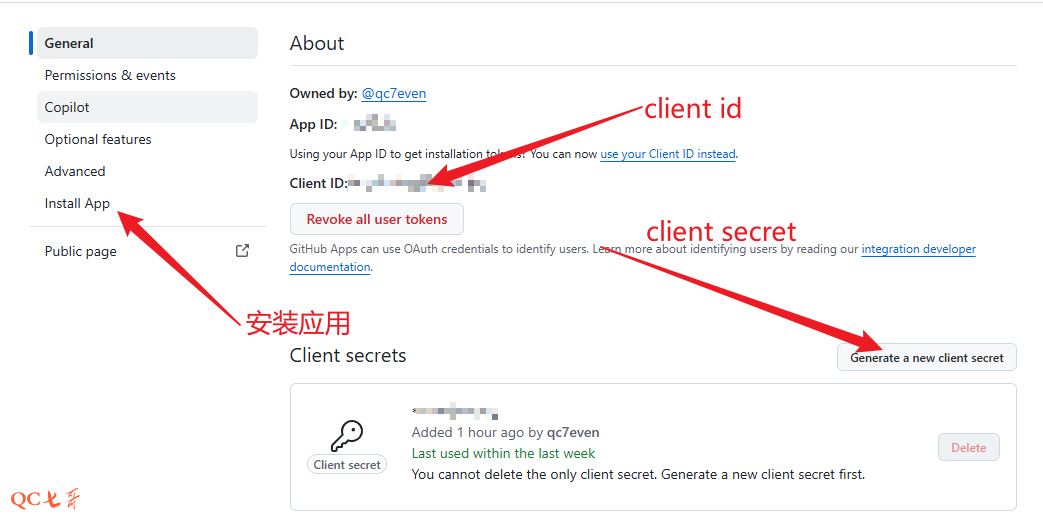 General
Permissions & events
Copilot
Optional features
Advanced
Install App
Public page
安装应用
About
Owned by: @qc7even
App ID:
Using your App ID to get installation tokens? You can now use your Client ID instead.
Client ID:
client id
Revoke all user tokens
client secret
GitHub Apps can use OAuth credentials to identify users. Learn more about identifying users by reading our integration developer
documentation.
Client secrets
Generate a new client secret
Client secret
*
Added 1 hour ago by qc7even
Last used within the last week
You cannot delete the only client secret. Generate a new client secret first.
Delete
QC七哥